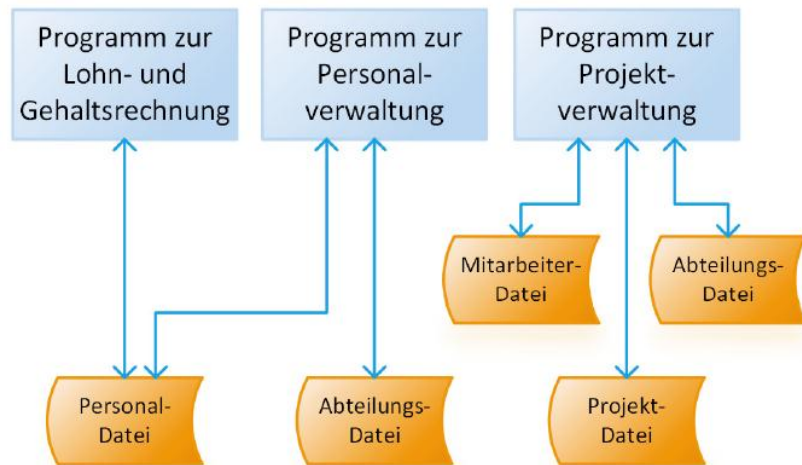 Programm zur
Lohn- und
Gehaltsrechnung
Programm zur
Personal-
verwaltung
Programm zur
Projekt-
verwaltung
Mitarbeiter-
Datei
Abteilungs-
Datei
Personal-
Datei
Abteilungs-
Datei
Projekt-
Datei